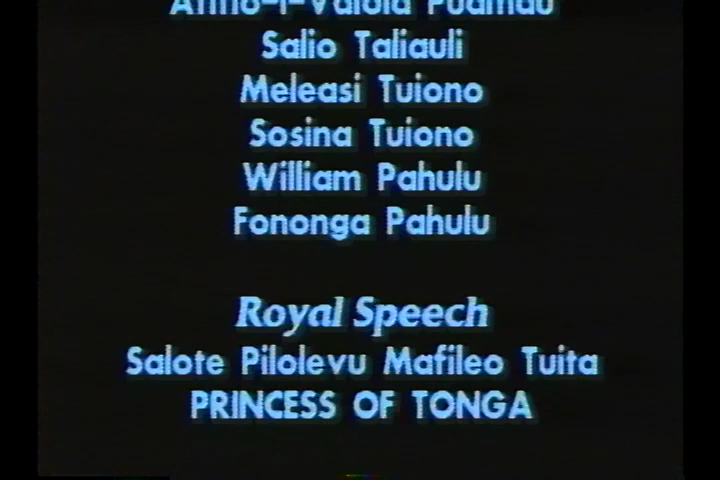 Salio Taliauli
Meleasi Tuiono
Sosina Tuiono
William Pahulu
Fononga Pahulu
Royal Speech
Salote Pilolevu Mafileo Tuita
PRINCESS OF TONGA